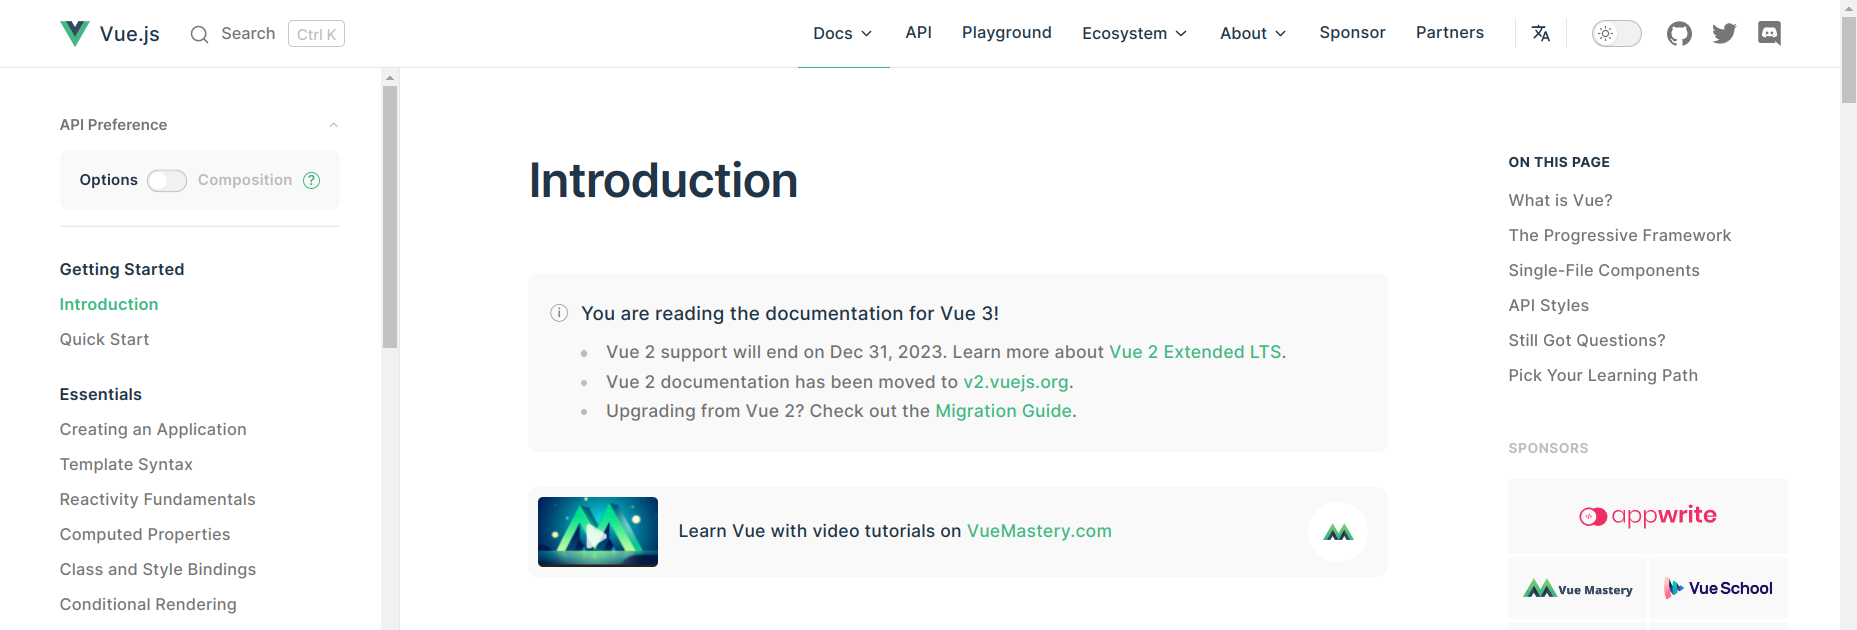 Vue.js
Search
Ctrl K
Docs
API
Playground
Ecosystem
About
Sponsor
Partners
API Preference
Options
Composition
?
Getting Started
Introduction
Quick Start
Essentials
Creating an Application
Template Syntax
Reactivity Fundamentals
Computed Properties
Class and Style Bindings
Conditional Rendering
Introduction
You are reading the documentation for Vue 3!
Vue 2 support will end on Dec 31, 2023. Learn more about Vue 2 Extended LTS.
Vue 2 documentation has been moved to v2.vuejs.org.
Upgrading from Vue 2? Check out the Migration Guide.
Learn Vue with video tutorials on VueMastery.com
ON THIS PAGE
What is Vue?
The Progressive Framework
Single-File Components
API Styles
Still Got Questions?
Pick Your Learning Path
SPONSORS
appwrite
Vue Mastery
Vue School